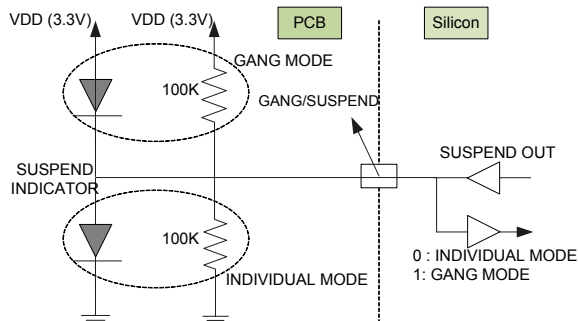 VDD (3.3V) VDD (3.3V)
PCB
Silicon
GANG MODE
100K
GANG/SUSPEND
SUSPEND OUT
SUSPEND
INDICATOR
100K
0 : INDIVIDUAL MODE
1: GANG MODE
INDIVIDUAL MODE